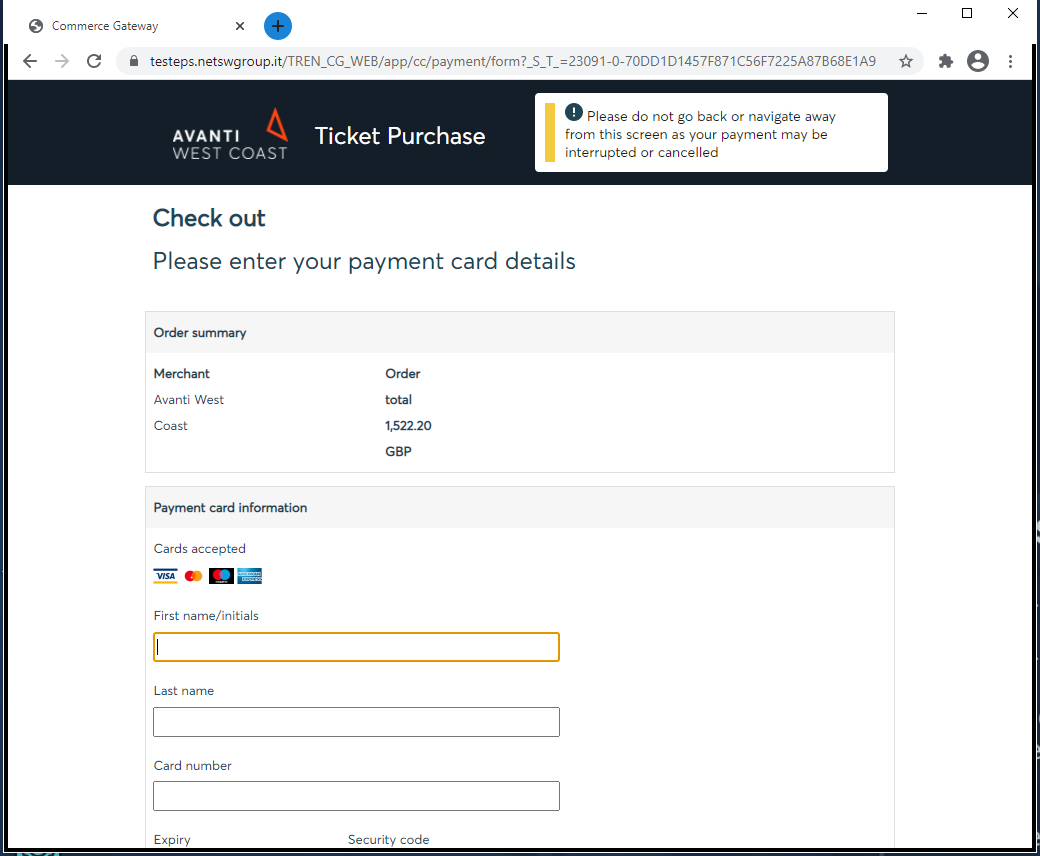 Commerce Gateway
testeps.netswgroup.it/TREN_CG_WEB/app/cc/payment/form?_S_T_=23091-0-70DD1D1457F871C56F7225A87B68E1A9
AVANTI
WEST COAST
Ticket Purchase
Please do not go back or navigate away
from this screen as your payment may be
interrupted or cancelled
Check out
Please enter your payment card details
Order summary
Merchant
Avanti West
Coast
Order
total
1,522.20
GBP
Payment card information
Cards accepted
VISA
First name/initials
Last name
Card number
Expiry
Security code